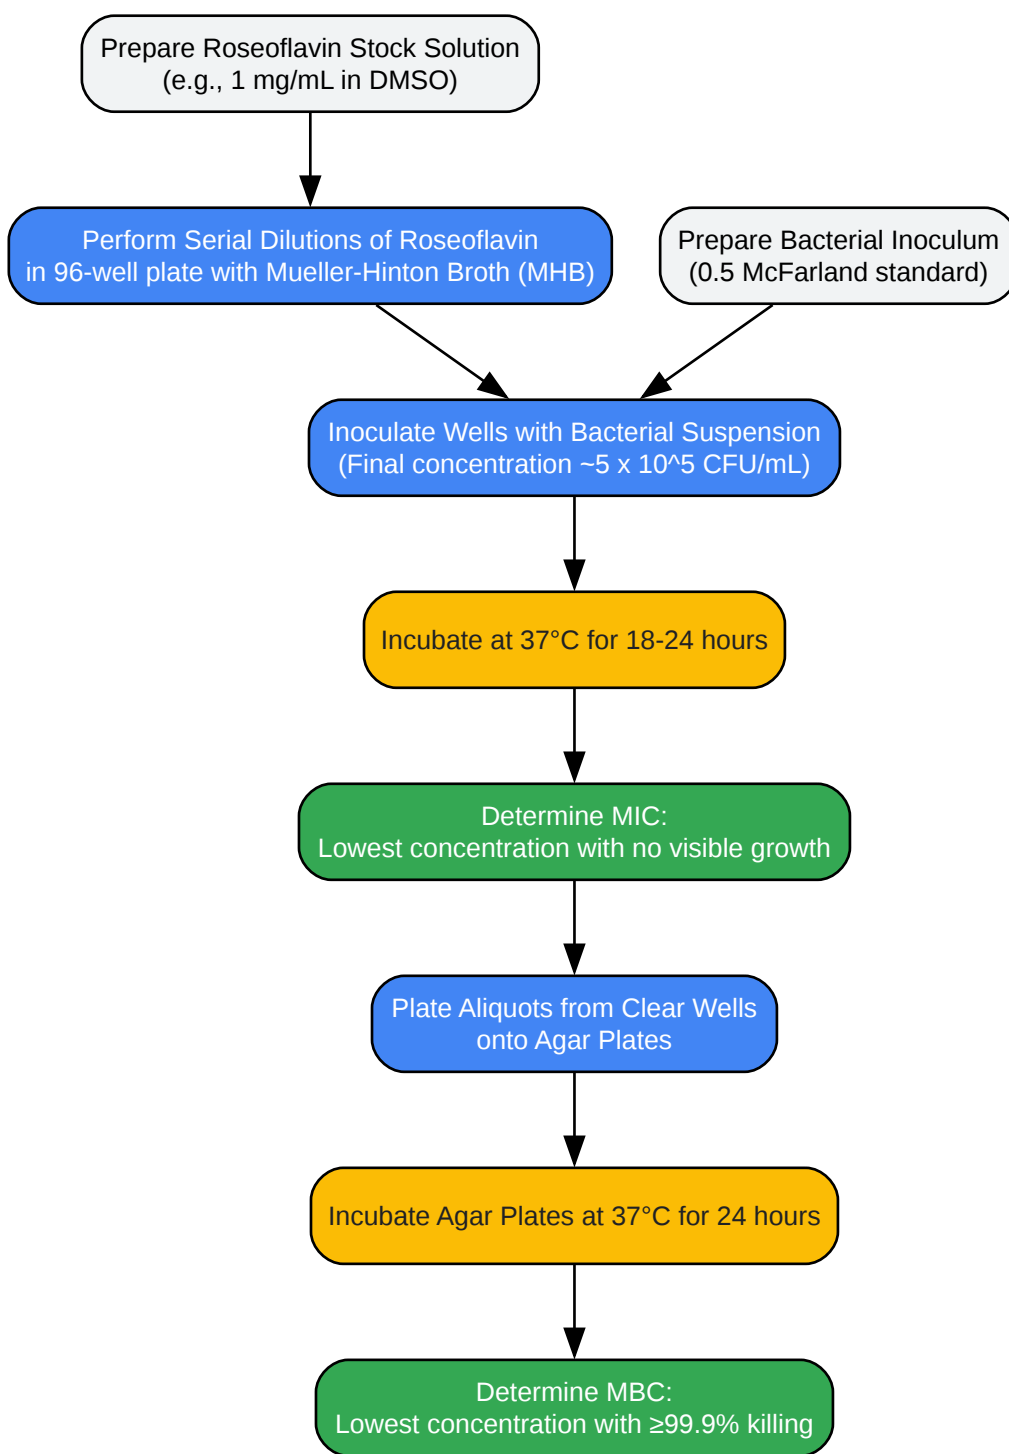 Prepare Roseoflavin Stock Solution
(e.g., 1 mg/mL in DMSO)
Perform Serial Dilutions of Roseoflavin
in 96-well plate with Mueller-Hinton Broth (MHB)
Prepare Bacterial Inoculum
(0.5 McFarland standard)
Inoculate Wells with Bacterial Suspension
(Final concentration ~5 x 10^5 CFU/mL)
Incubate at 37°C for 18-24 hours
Determine MIC:
Lowest concentration with no visible growth
Plate Aliquots from Clear Wells
onto Agar Plates
Incubate Agar Plates at 37°C for 24 hours
Determine MBC:
Lowest concentration with ≥99.9% killing